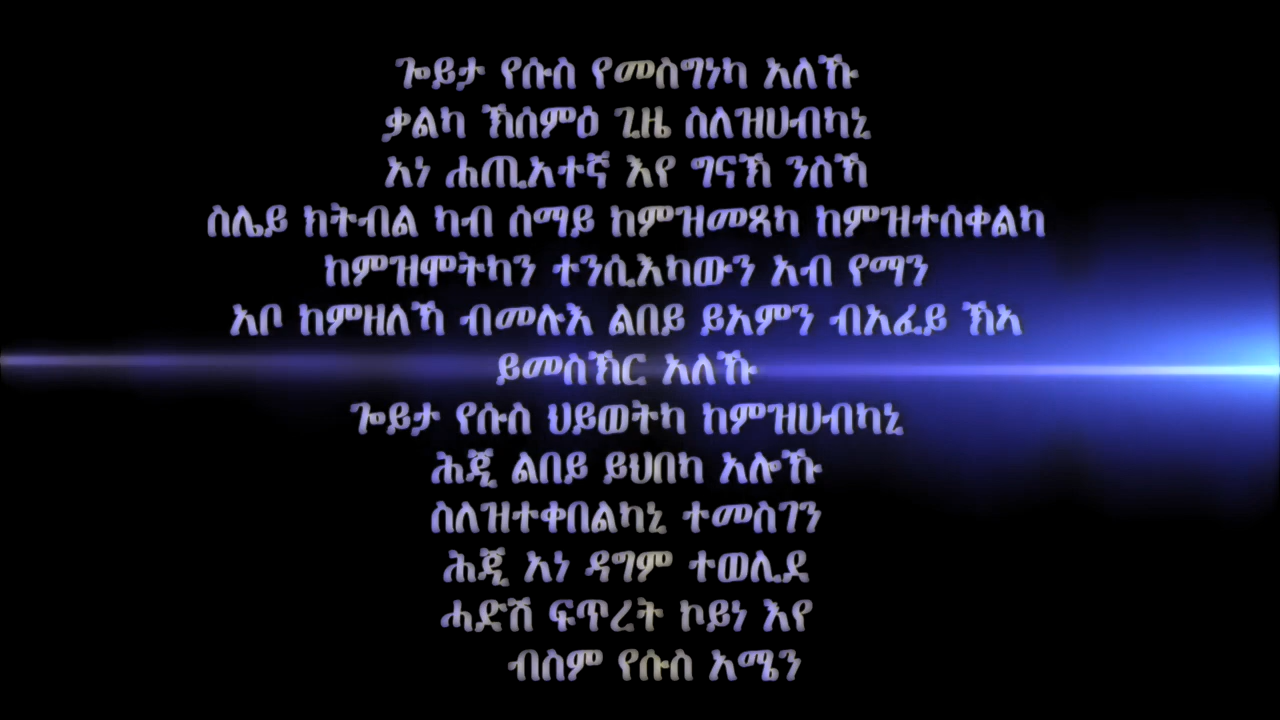 ጐይታ የሱስ የመስግነካ አለኹ
ቃልካ ኽሰምዕ ጊዜ ስለዝሀብካኒ
አነ ሐጢአተኛ እየ ግናኽ ንስኻ
ስሌይ ክትብል ካብ ሰማይ ከምዝመጻካ ከምዝተሰቀልካ
ከምዝሞትካን ተንሲእካውን አብ የማን
አቦ ከምዘለኻ ብመሉእ ልበይ ይአምን ብአፈይ ኽኣ
ይመስኽር አለኹ
ጐይታ የሱስ ህይወትካ ከምዝሀብካኒ
ሕጂ ልበይ ይህበካ አሎኹ
ስለዝተቀበልካኒ ተመስገን
ሕጂ አነ ዳግም ተወሊደ
ሓድሽ ፍጥረት ኮይነ እየ
ብስም የሱስ አሜን